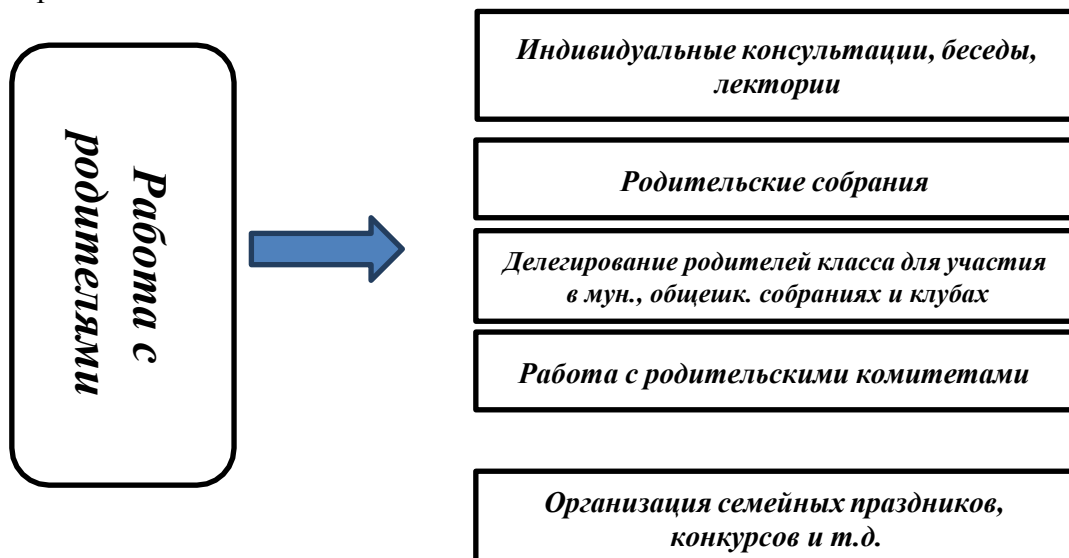 Работа с
родителями
Индивидуальные консультации, беседы,
лектории
Родительские собрания
Делегирование родителей класса для участия
в мун., общешк. собраниях и клубах
Работа с родительскими комитетами
Организация семейных праздников,
конкурсов и т.д.